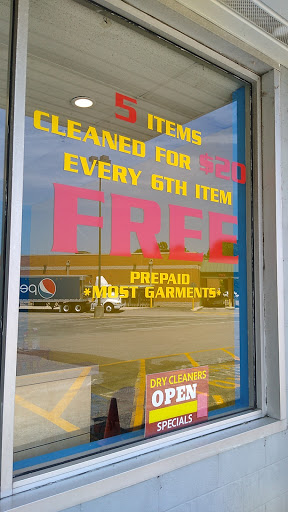 5 ITEMS
CLEANED FOR $20
EVERY 6TH ITEM
FREE
PREPAID
*MOST GARMENTS*
DRY CLEANERS
OPEN
SPECIALS